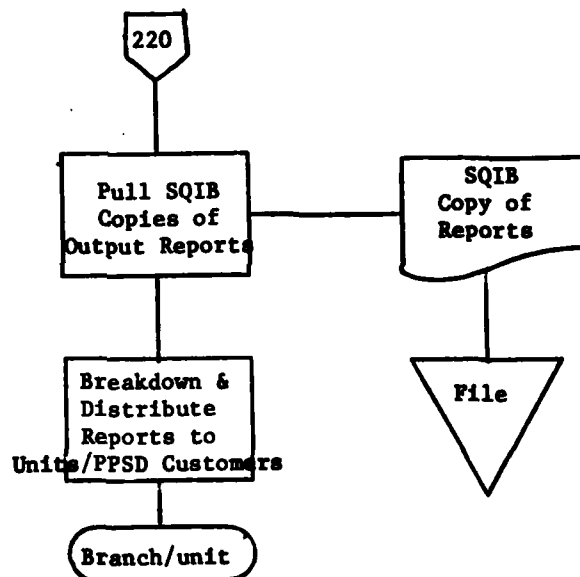 220
Pull SQIB
Copies of
Output Reports
SQIB
Copy of
Reports
Breakdown &
Distribute
Reports to
Units/PPSD Customers
File
Branch/unit